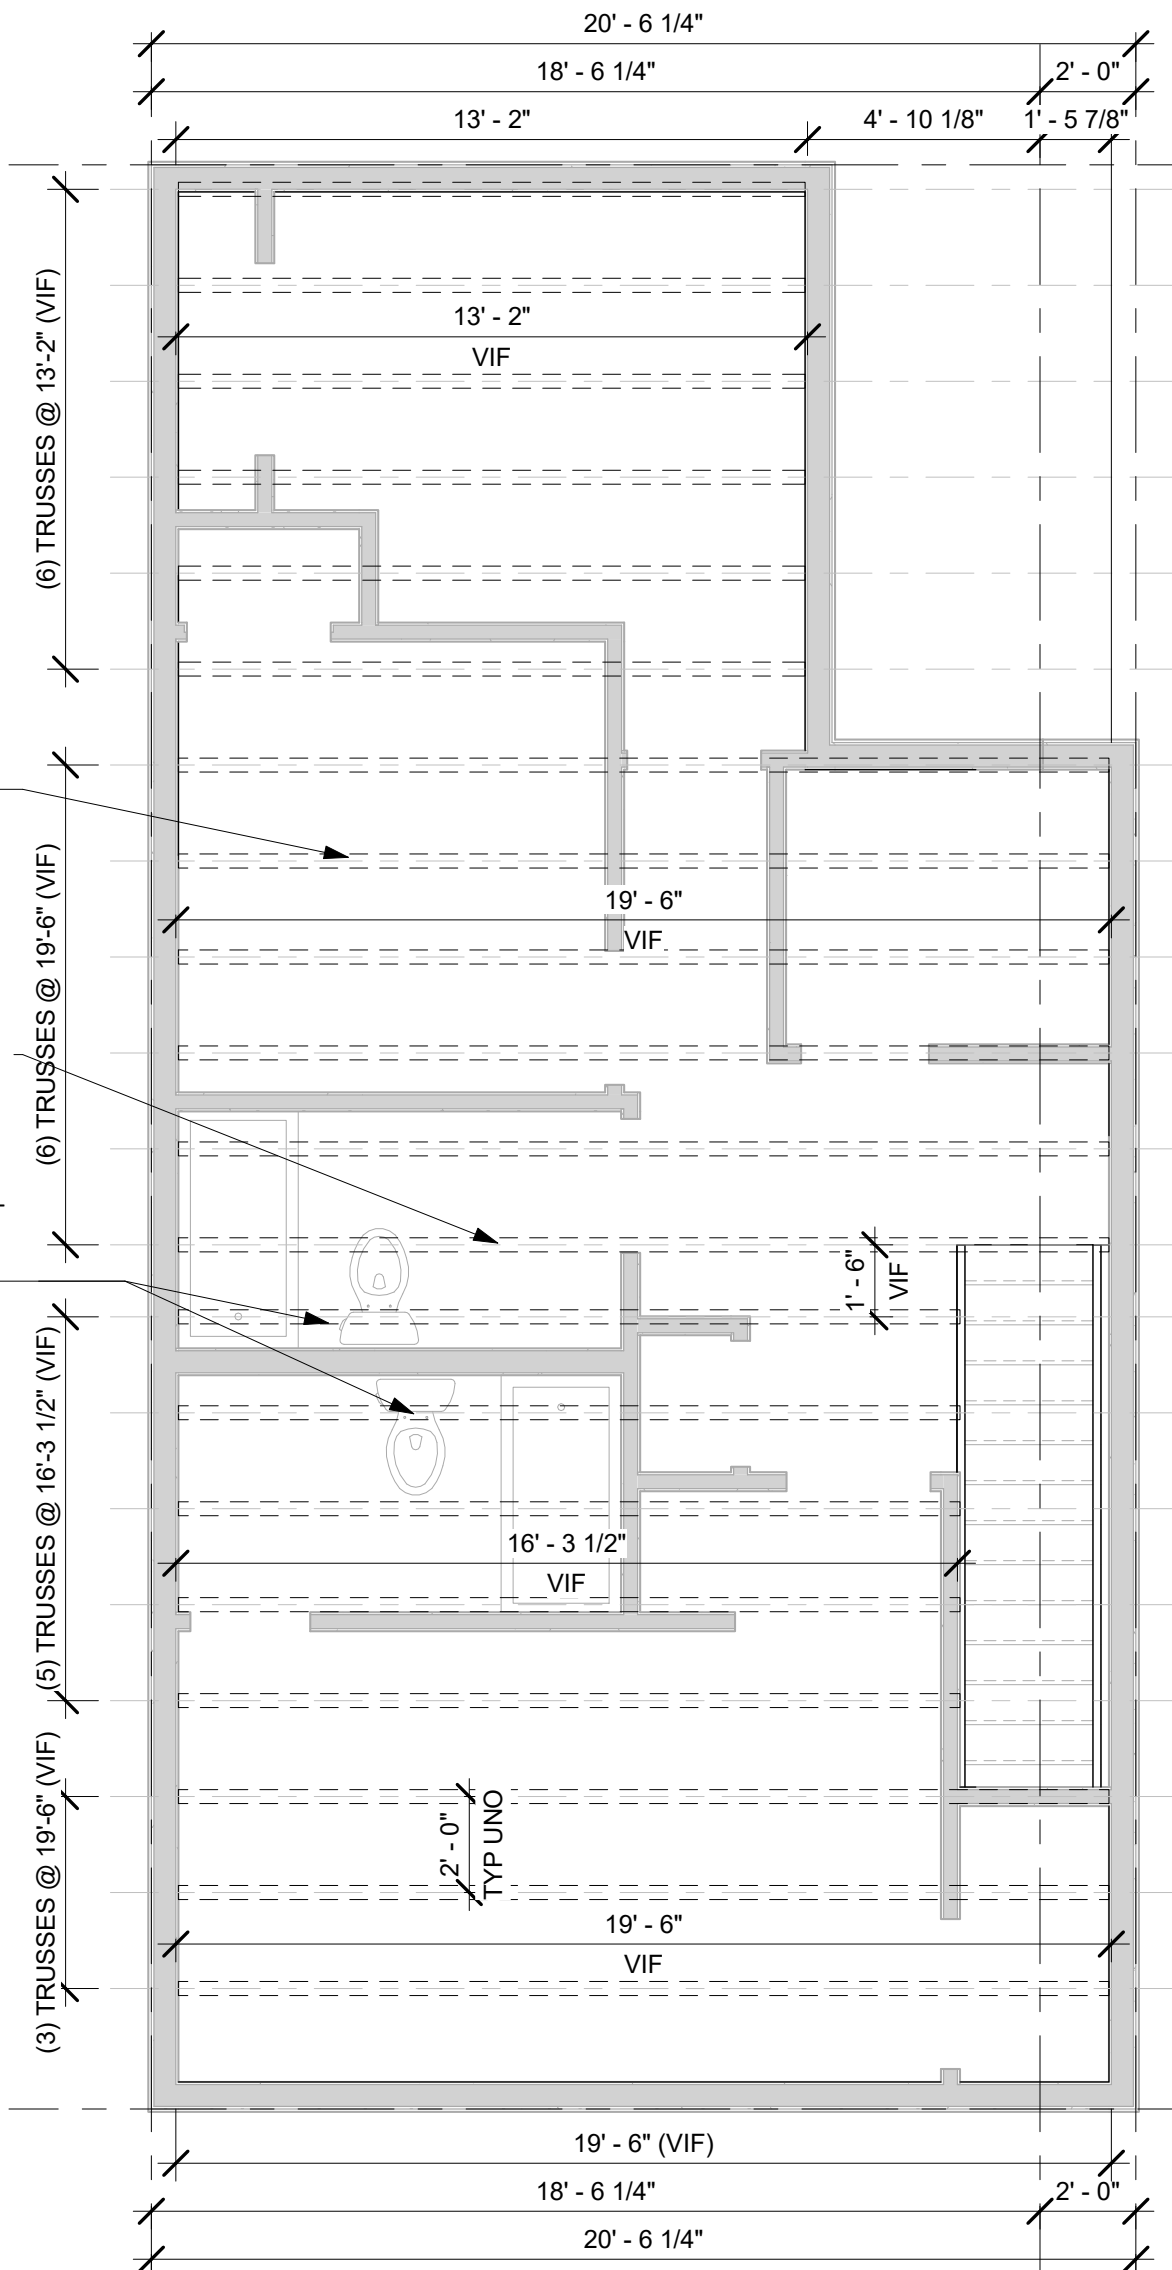 20' - 6 1/4"
18' - 6 1/4"
2' - 0"
13' - 2"
4' - 10 1/8"
1' - 5 7/8"
(6) TRUSSES @ 13'-2" (VIF)
13' - 2"
VIF
(6) TRUSSES @ 19'-6" (VIF)
19' - 6"
VIF
1' - 6"
VIF
(5) TRUSSES @ 16'-3 1/2" (VIF)
16' - 3 1/2"
VIF
(3) TRUSSES @ 19'-6" (VIF)
2' - 0"
TYP UNO
19' - 6"
VIF
19' - 6" (VIF)
18' - 6 1/4"
2' - 0"
20' - 6 1/4"